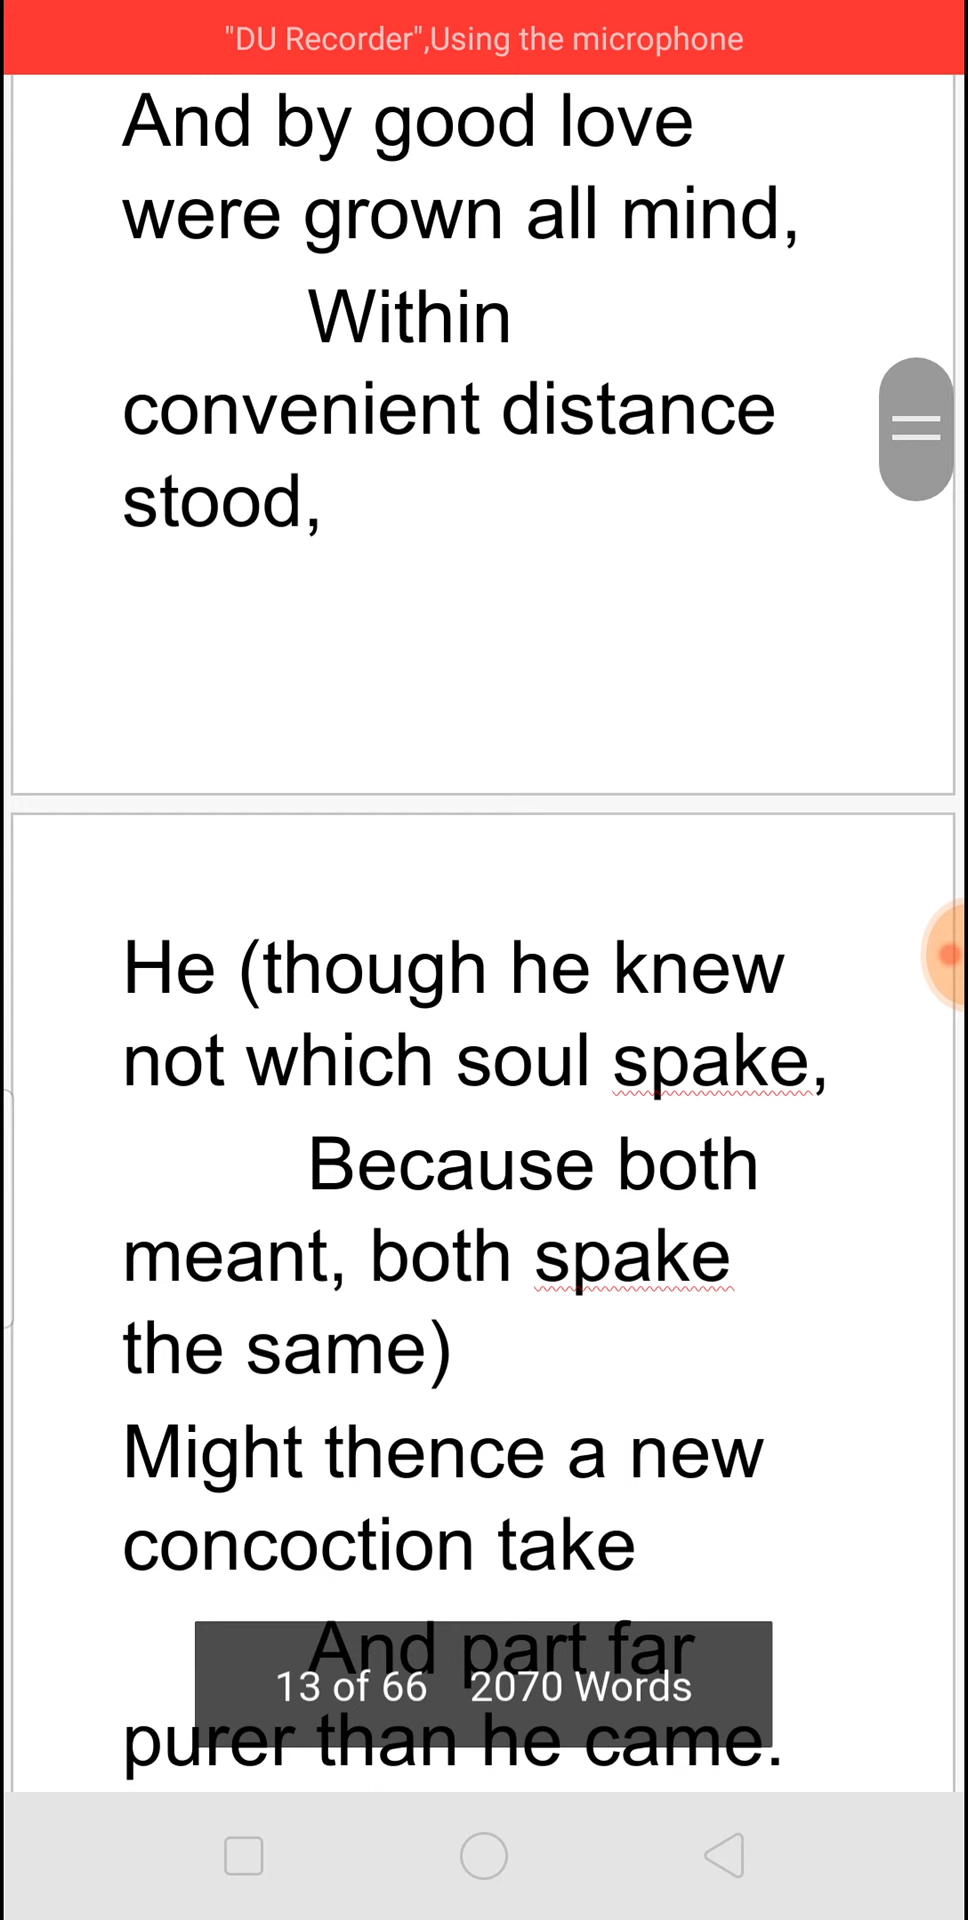 "DU Recorder",Using the microphone
And by good love
were grown all mind,
Within
convenient distance
stood,
He (though he knew
not which soul spake,
Because both
meant, both spake
the same)
Might thence a new
concoction take
And part far
13 of 66 2070 Words
purer than he came.